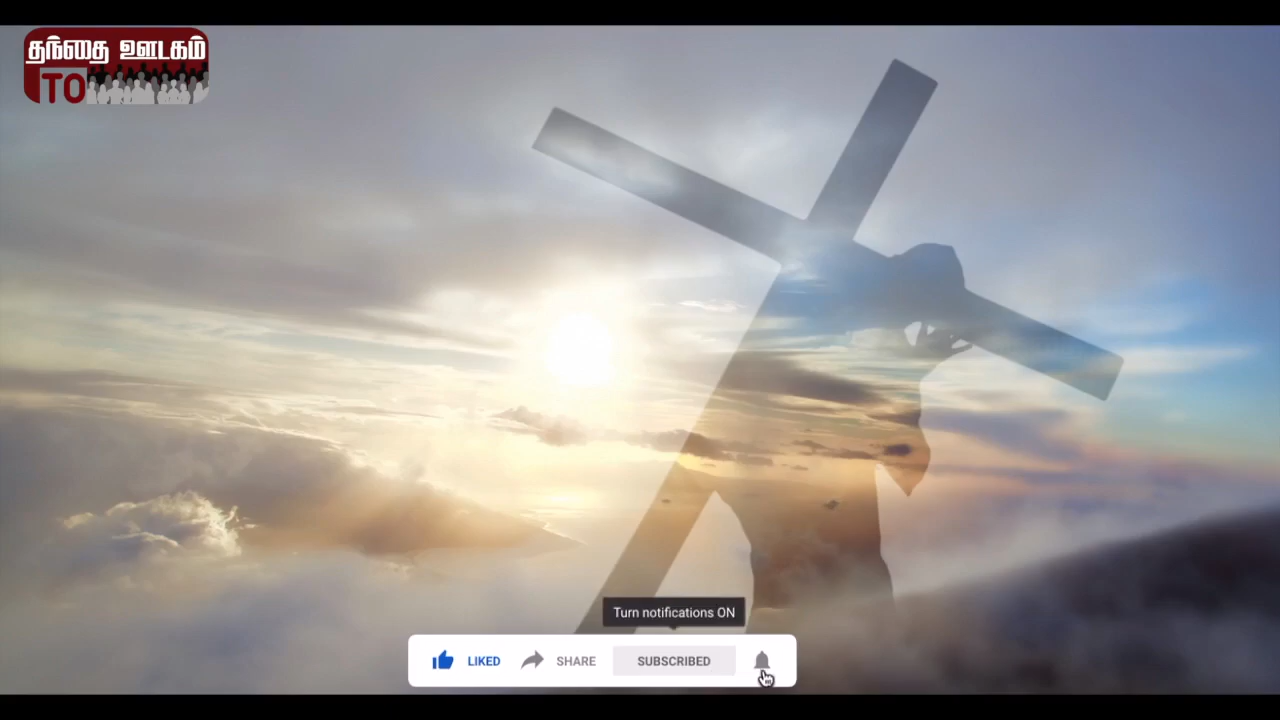 தந்தை ஊடகம்
TO
Turn notifications ON
LIKED
SHARE
SUBSCRIBED